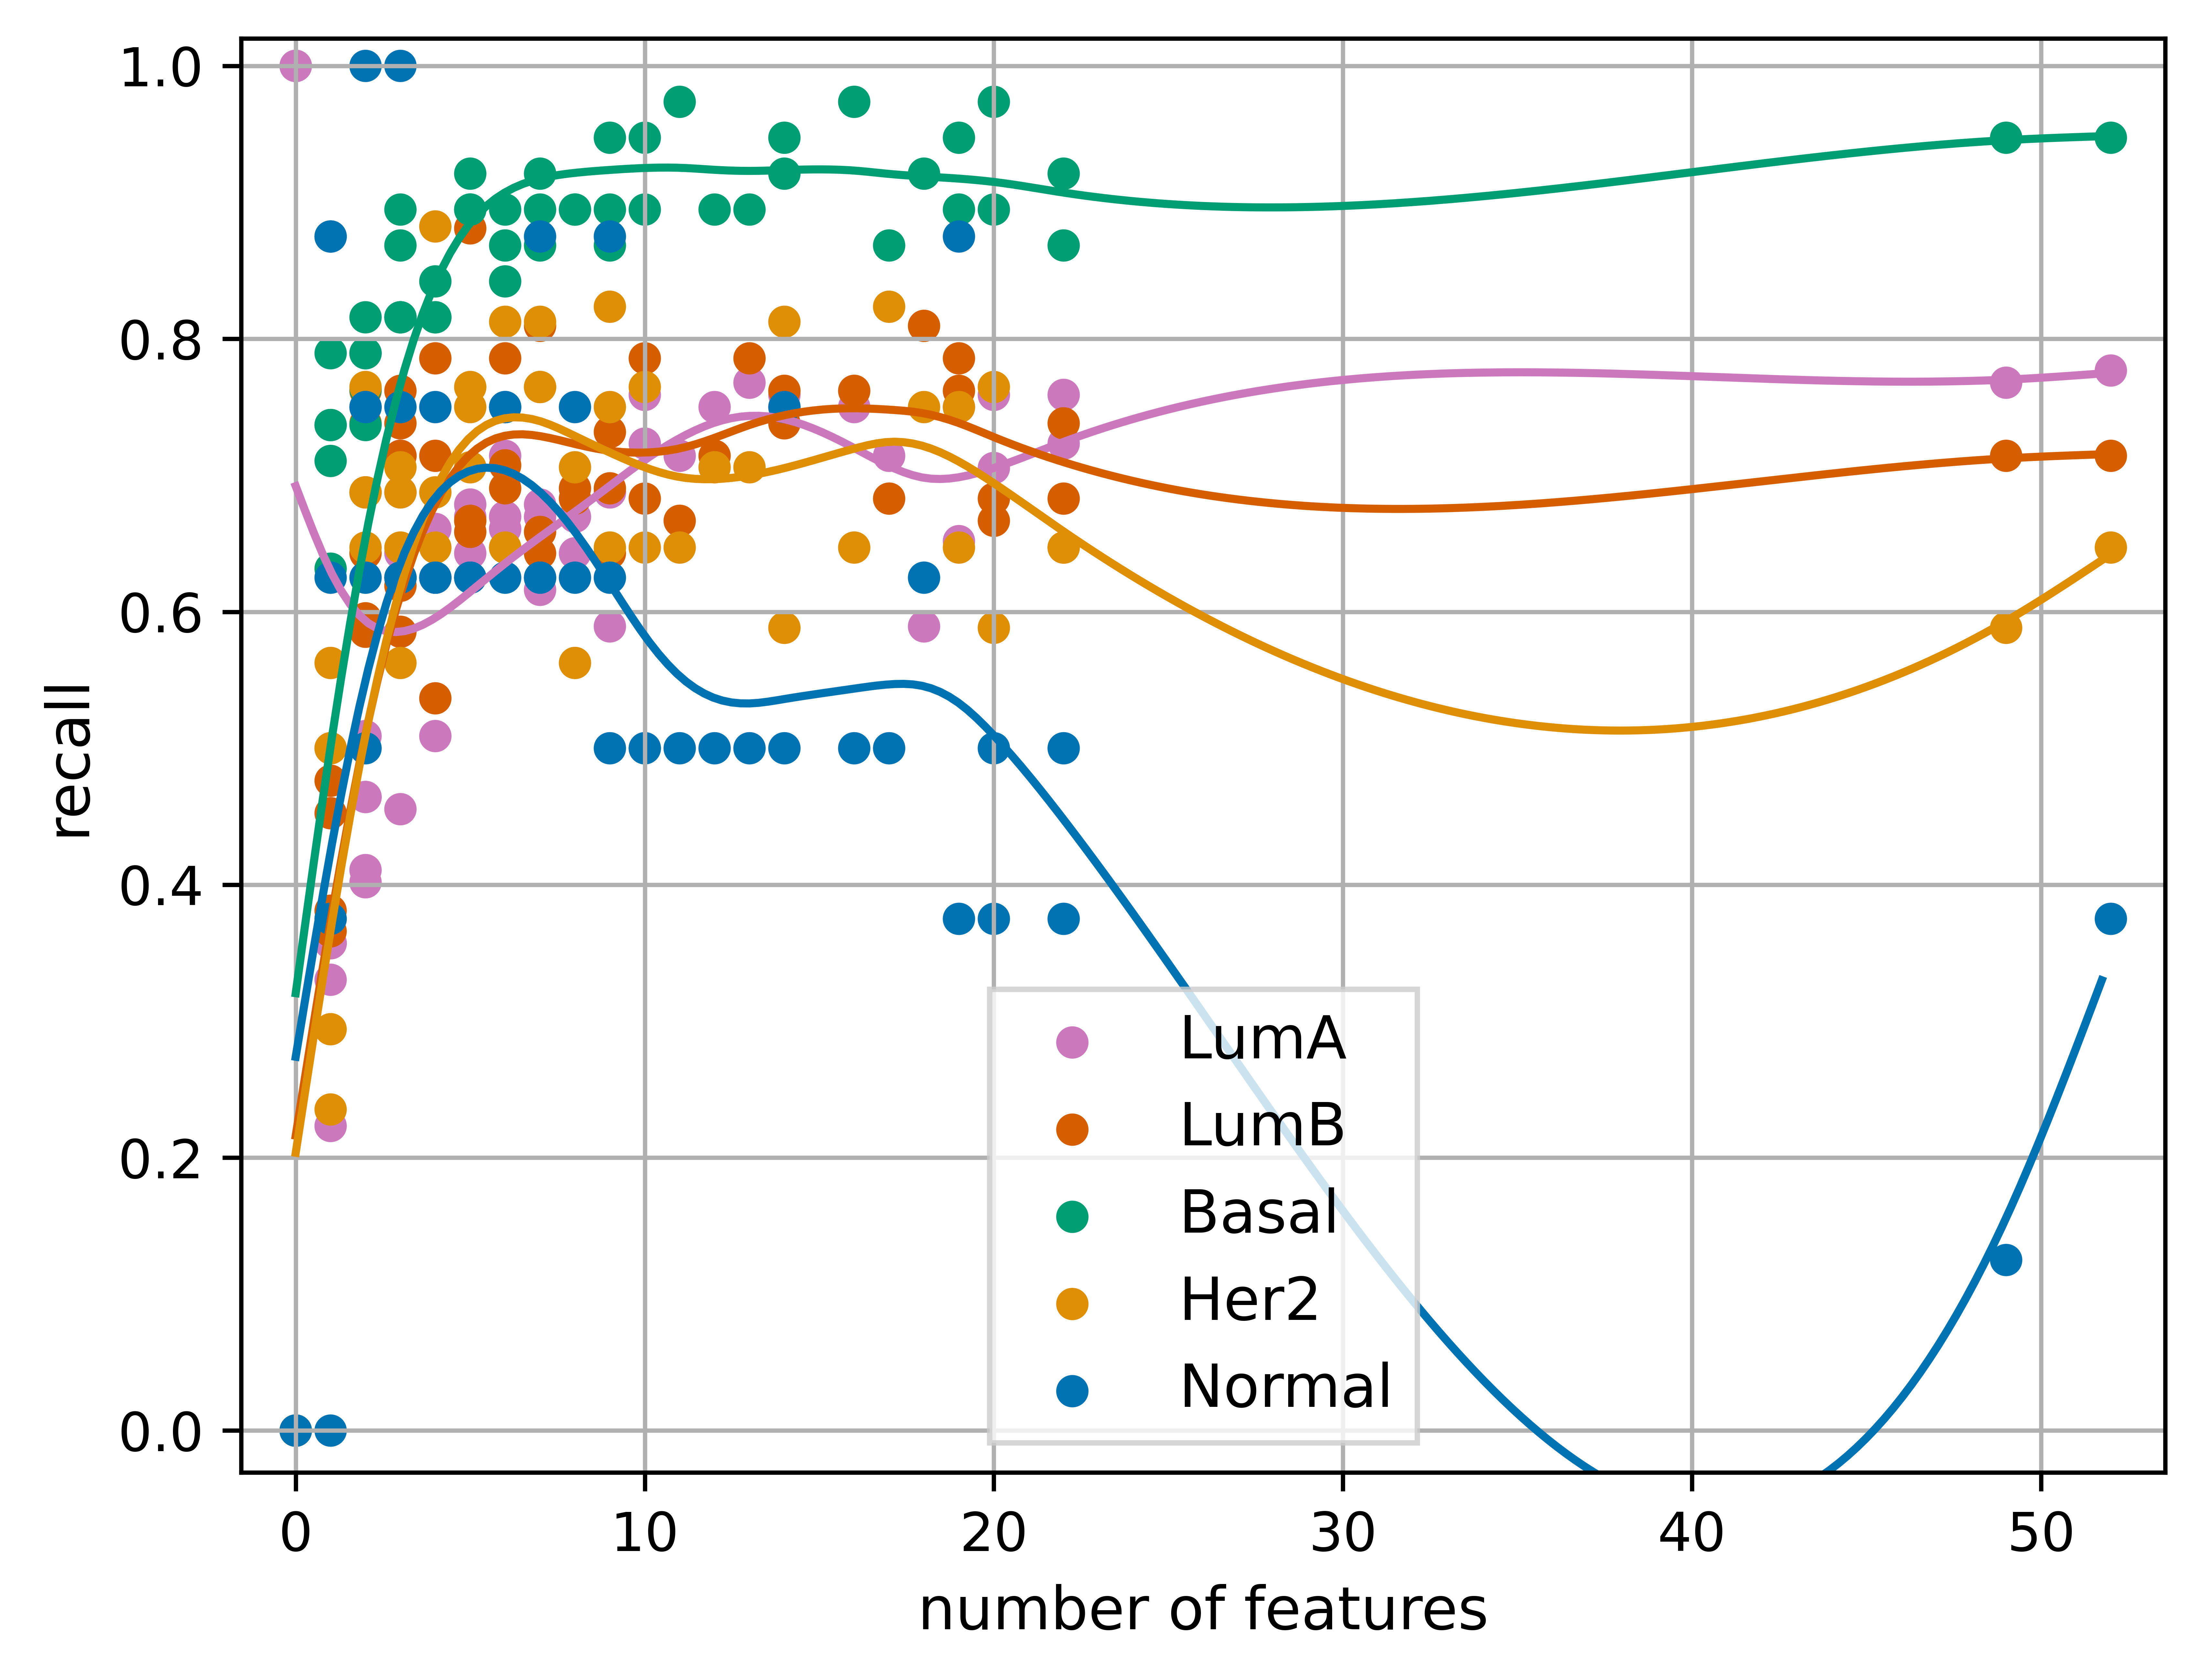 1.0
0.8
0.6
0.4
0.2
0.0
recall
LumA
LumB
Basal
Her2
Normal
0 10 20 30 40 50
number of features